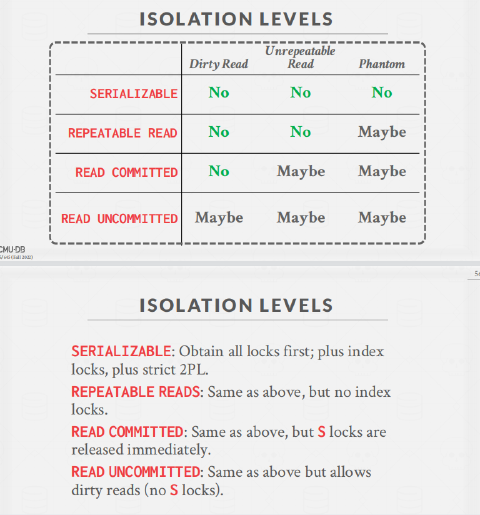 ISOLATION LEVELS
Unrepeatable
Dirty Read Read Phantom
SERIALIZABLE No No No
REPEATABLE READ No No Maybe
READ COMMITTED No Maybe Maybe
READ UNCOMMITTED Maybe Maybe Maybe
CMU·DB
ISOLATION LEVELS
SERIALIZABLE: Obtain all locks first; plus index
locks, plus strict 2PL.
REPEATABLE READS: Same as above, but no index
locks.
READ COMMITTED: Same as above, but S locks are
released immediately.
READ UNCOMMITTED: Same as above but allows
dirty reads (no S locks).